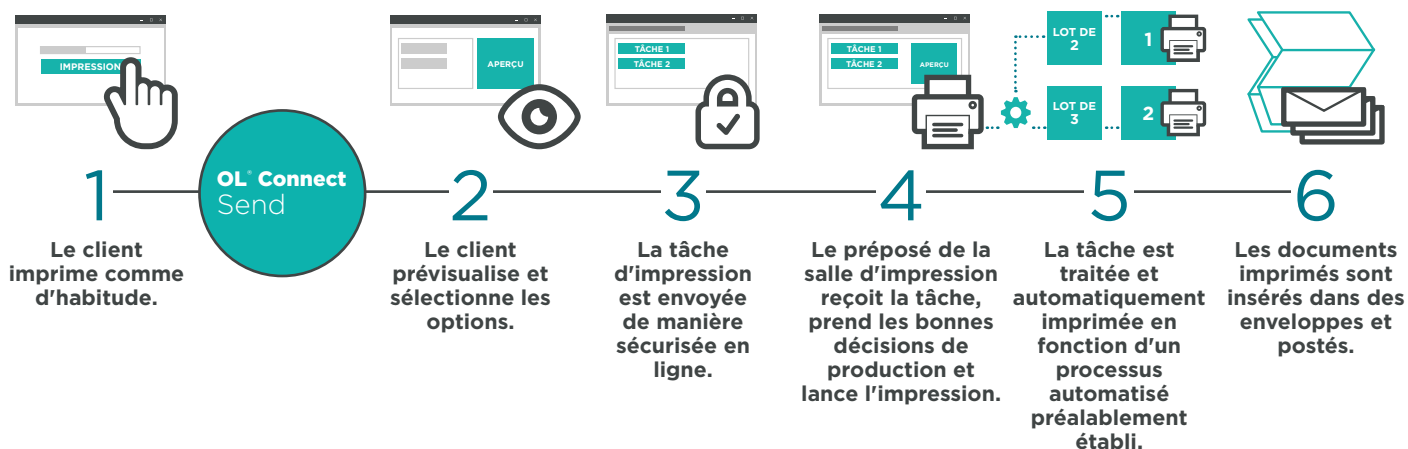 IMPRESSION
APERÇU
TÂCHE 1
TÂCHE 2
TÂCHE 1
TÂCHE 2
APERÇU
LOT DE
2
1
LOT DE
3
2
1
OL® Connect
Send
2
3
4
5
6
Le client
imprime comme
d'habitude.
Le client
prévisualise et
sélectionne les
options.
La tâche
d'impression
est envoyée
de manière
sécurisée en
ligne.
Le préposé de la
salle d'impression
reçoit la tâche,
prend les bonnes
décisions de
production et
lance l'impression.
La tâche est
traitée et
automatiquement
imprimée en
fonction d'un
processus
automatisé
préalablement
établi.
Les documents
imprimés sont
insérés dans des
enveloppes et
postés.